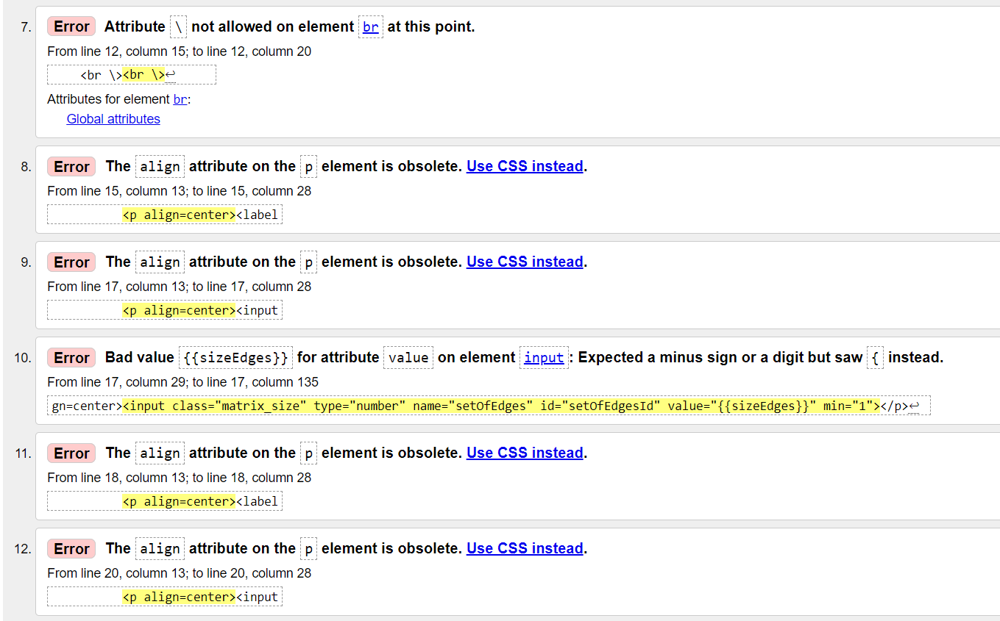 7. Error Attribute \ not allowed on element br at this point.
From line 12, column 15; to line 12, column 20
<br \><br \>↩
Attributes for element br:
Global attributes
8. Error The align attribute on the p element is obsolete. Use CSS instead.
From line 15, column 13; to line 15, column 28
<p align=center><label
9. Error The align attribute on the p element is obsolete. Use CSS instead.
From line 17, column 13; to line 17, column 28
<p align=center><input
10. Error Bad value {{sizeEdges}} for attribute value on element input: Expected a minus sign or a digit but saw { instead.
From line 17, column 29; to line 17, column 135
gn=center><input class="matrix_size" type="number" name="setOfEdges" id="setOfEdgesId" value="{{sizeEdges}}" min="1"></p>↩
11. Error The align attribute on the p element is obsolete. Use CSS instead.
From line 18, column 13; to line 18, column 28
<p align=center><label
12. Error The align attribute on the p element is obsolete. Use CSS instead.
From line 20, column 13; to line 20, column 28
<p align=center><input